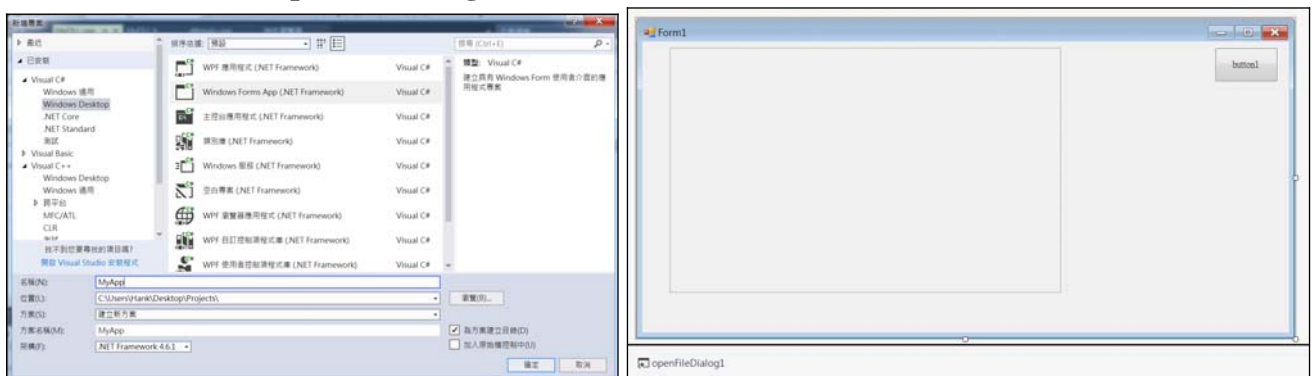 新增專案
最近
已安裝
Visual C#
Windows 通用
Windows Desktop
.NET Core
.NET Standard
測試
Visual Basic
Visual C++
Windows Desktop
Windows 通用
跨平台
MFC/ATL
CLR
測試
找不到您要尋找的項目嗎?
開啟 Visual Studio 安裝程式
排序依據: 預設
WPF 應用程式 (.NET Framework) Visual C#
Windows Forms App (.NET Framework) Visual C#
主控台應用程式 (.NET Framework) Visual C#
類別庫 (.NET Framework) Visual C#
Windows 服務 (.NET Framework) Visual C#
空白專案 (.NET Framework) Visual C#
WPF 瀏覽器應用程式 (.NET Framework) Visual C#
WPF 自訂控制項程式庫 (.NET Framework) Visual C#
WPF 使用者控制項程式庫 (.NET Framework) Visual C#
搜尋 (Ctrl+E)
類型: Visual C#
建立具有 Windows Form 使用者介面的應
用程式專案
名稱(N): MyApp
位置(L): C:\Users\Hank\Desktop\Projects\ 瀏覽(B)...
方案(S): 建立新方案
方案名稱(M): MyApp 為方案建立目錄(D)
架構(F): .NET Framework 4.6.1 加入原始檔控制中(U)
確定 取消
Form1
button1
openFileDialog1